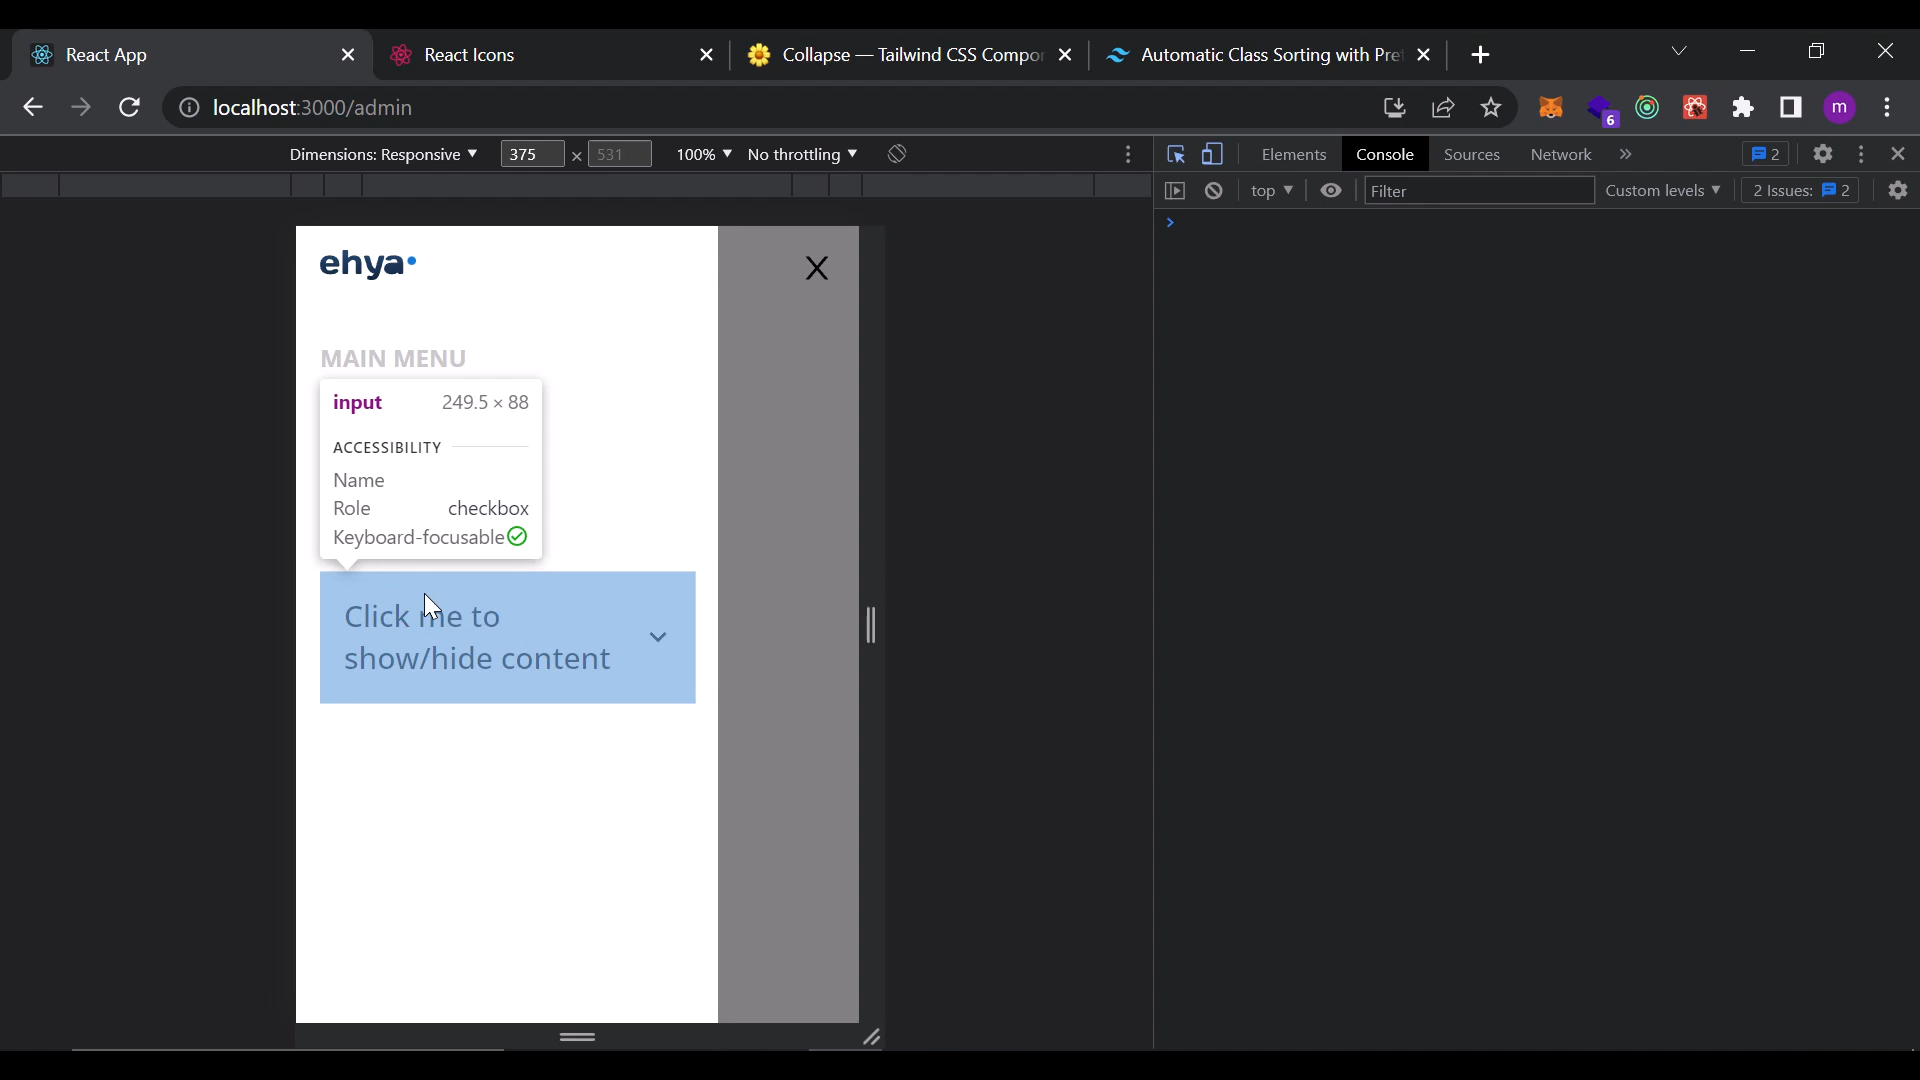 React App
React Icons
Collapse — Tailwind CSS Compor
Automatic Class Sorting with Pret
localhost:3000/admin
6
m
Dimensions: Responsive
375 × 531
100%
No throttling
Elements
Console
Sources
Network
2
top
Filter
Custom levels
2 Issues: 2
ehya
X
MAIN MENU
input 249.5 × 88
ACCESSIBILITY
Name
Role checkbox
Keyboard-focusable
Click me to
show/hide content